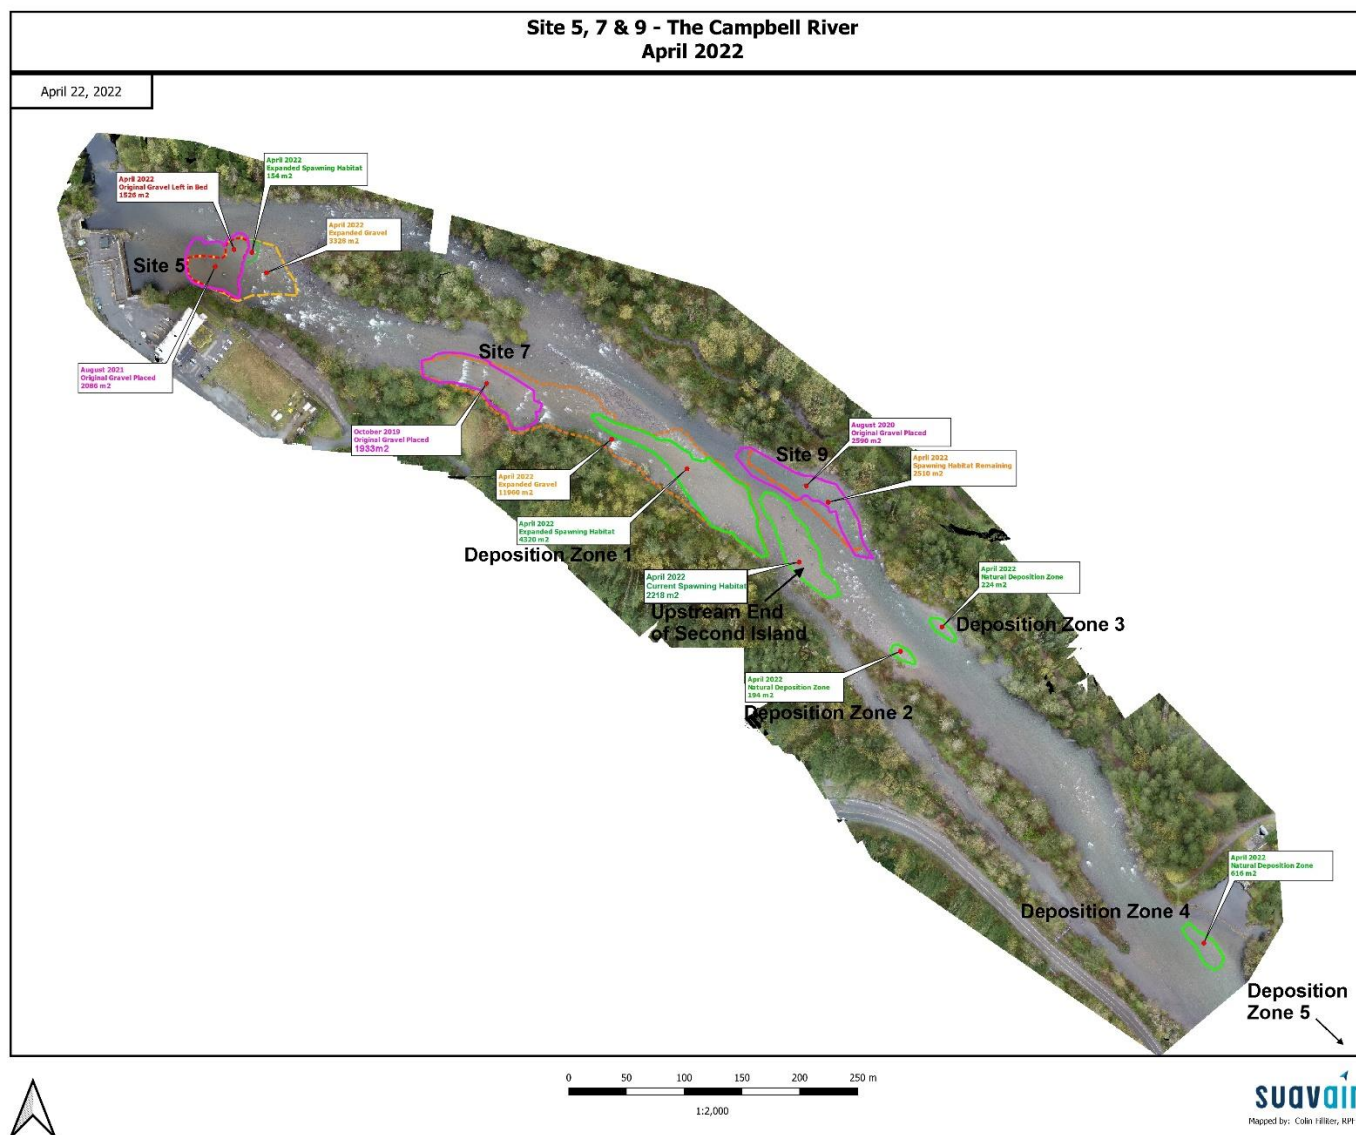 Site 5, 7 & 9 - The Campbell River
April 2022
April 22, 2022
April 2022
Expanded Spawning Habitat
154 m2
April 2022
Original Gravel Left in Bed
1526 m2
April 2022
Expanded Gravel
3329 m2
Site 5
August 2021
Original Gravel Placed
2066 m2
Site 7
October 2019
Original Gravel Placed
1933m2
August 2020
Original Gravel Placed
2590 m2
Site 9
April 2022
Spawning Habitat Remaining
2510 m2
April 2022
Expanded Gravel
11960 m2
April 2022
Expanded Spawning Habitat
4320 m2
Deposition Zone 1
April 2022
Current Spawning Habitat
2218 m2
Upstream End
of Second Island
April 2022
Natural Deposition Zone
224 m2
Deposition Zone 3
April 2022
Natural Deposition Zone
194 m2
Deposition Zone 2
April 2022
Natural Deposition Zone
616 m2
Deposition Zone 4
Deposition
Zone 5
0 50 100 150 200 250 m
1:2,000
suavair
Mapped by: Colin Filliter, RPF